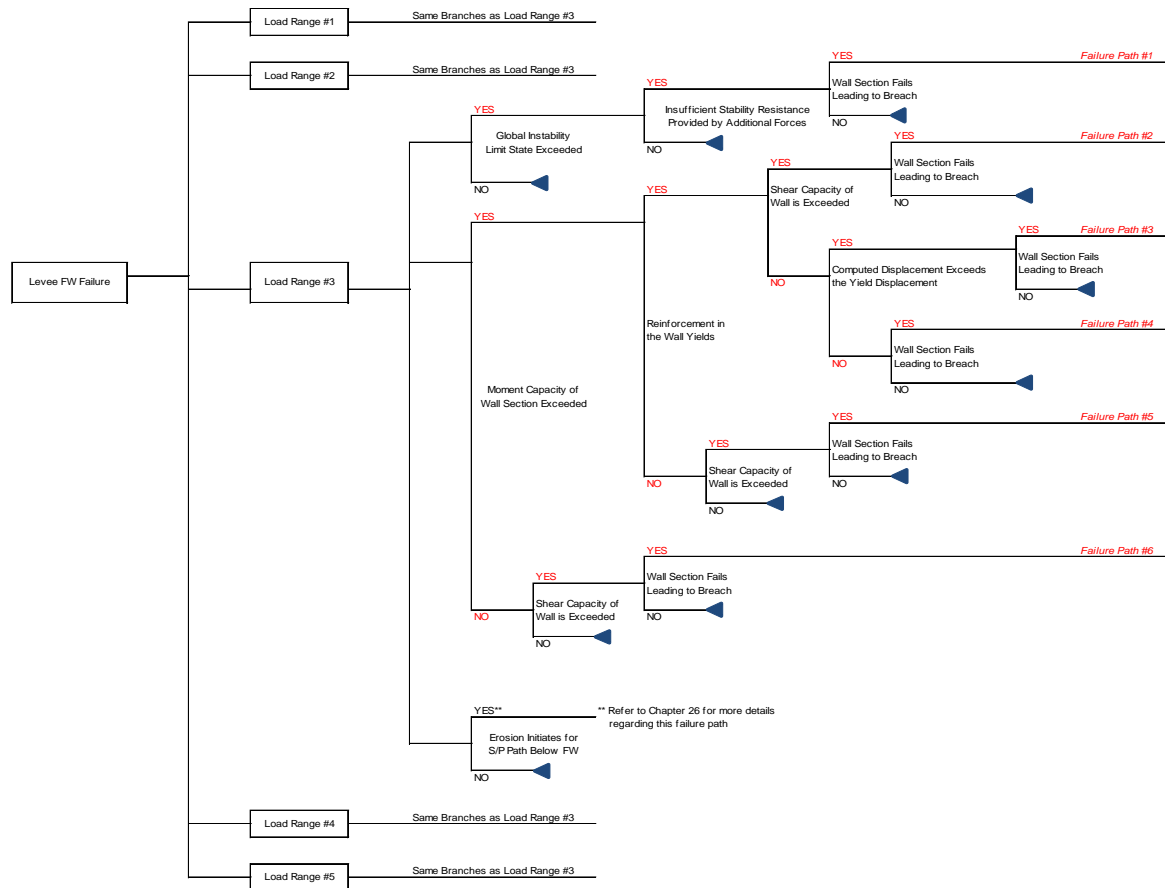 Load Range #1
Same Branches as Load Range #3
Load Range #2
Same Branches as Load Range #3
YES
Failure Path #1
YES
Wall Section Fails
Leading to Breach
NO
YES
Insufficient Stability Resistance
Provided by Additional Forces
NO
Global Instability
Limit State Exceeded
NO
YES
Failure Path #2
YES
Wall Section Fails
Leading to Breach
NO
YES
Shear Capacity of
Wall is Exceeded
YES
YES
Failure Path #3
YES
Wall Section Fails
Leading to Breach
NO
NO
Computed Displacement Exceeds
the Yield Displacement
Levee FW Failure
Load Range #3
Reinforcement in
the Wall Yields
YES
Failure Path #4
NO
Wall Section Fails
Leading to Breach
NO
Moment Capacity of
Wall Section Exceeded
YES
Failure Path #5
YES
Wall Section Fails
Leading to Breach
NO
NO
Shear Capacity of
Wall is Exceeded
NO
YES
Failure Path #6
YES
Wall Section Fails
Leading to Breach
NO
NO
Shear Capacity of
Wall is Exceeded
NO
YES**
** Refer to Chapter 26 for more details
regarding this failure path
Erosion Initiates for
S/P Path Below FW
NO
Load Range #4
Same Branches as Load Range #3
Load Range #5
Same Branches as Load Range #3